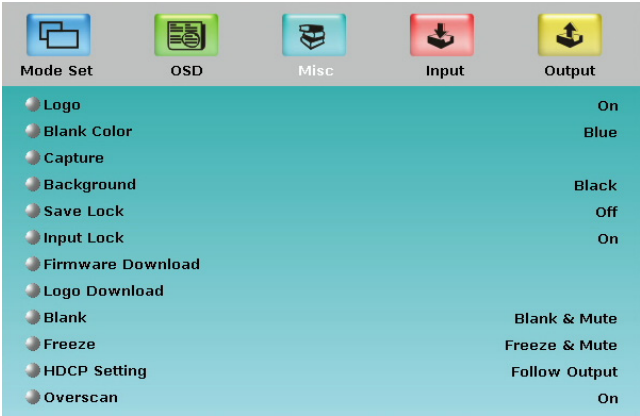 Mode Set OSD Misc Input Output
Logo On
Blank Color Blue
Capture
Background Black
Save Lock Off
Input Lock On
Firmware Download
Logo Download
Blank Blank & Mute
Freeze Freeze & Mute
HDCP Setting Follow Output
Overscan On